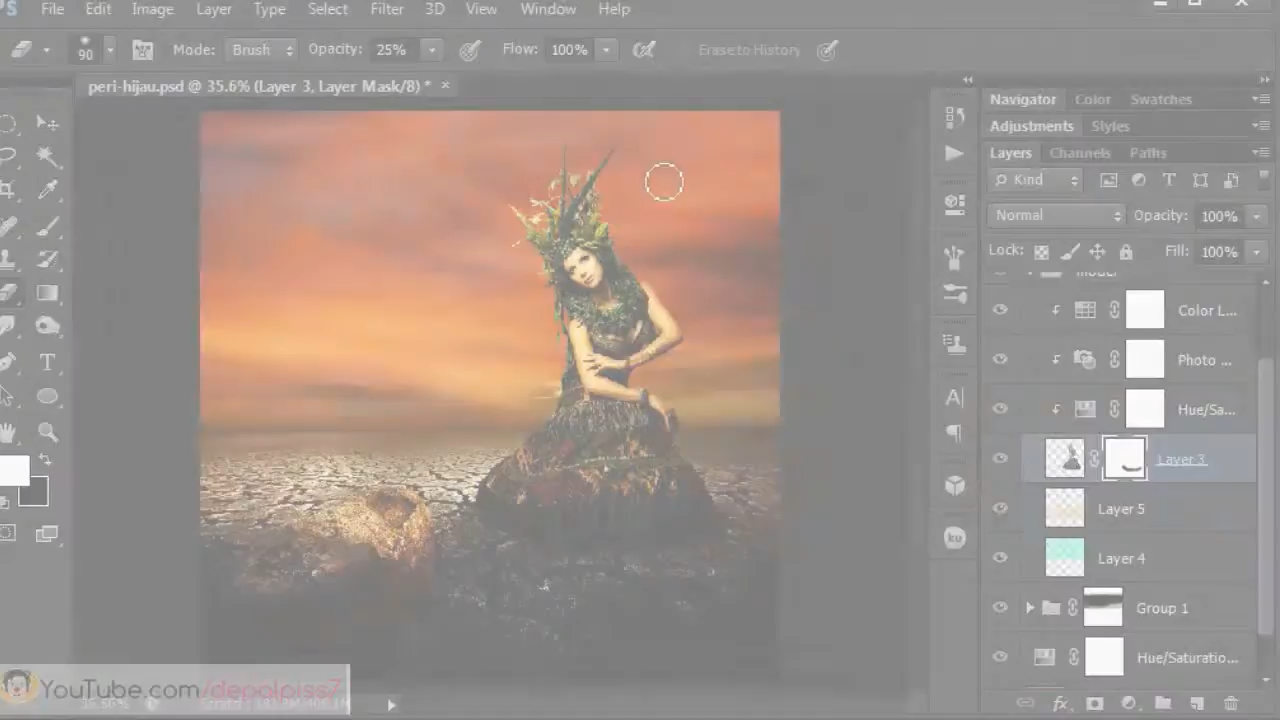 PS File Edit Image Layer Type Select Filter 3D View Window Help
90 Mode: Brush Opacity: 25% Flow: 100% Erase to History
peri-hijau.psd @ 35.6% (Layer 3, Layer Mask/8) * ×
Navigator Color Swatches
Adjustments Styles
Layers Channels Paths
Kind
Normal Opacity: 100%
Lock: Fill: 100%
model
Color L...
Photo ...
Hue/Sa...
Layer 3
Layer 5
Layer 4
Group 1
Hue/Saturatio...
YouTube.com/depalpiss7